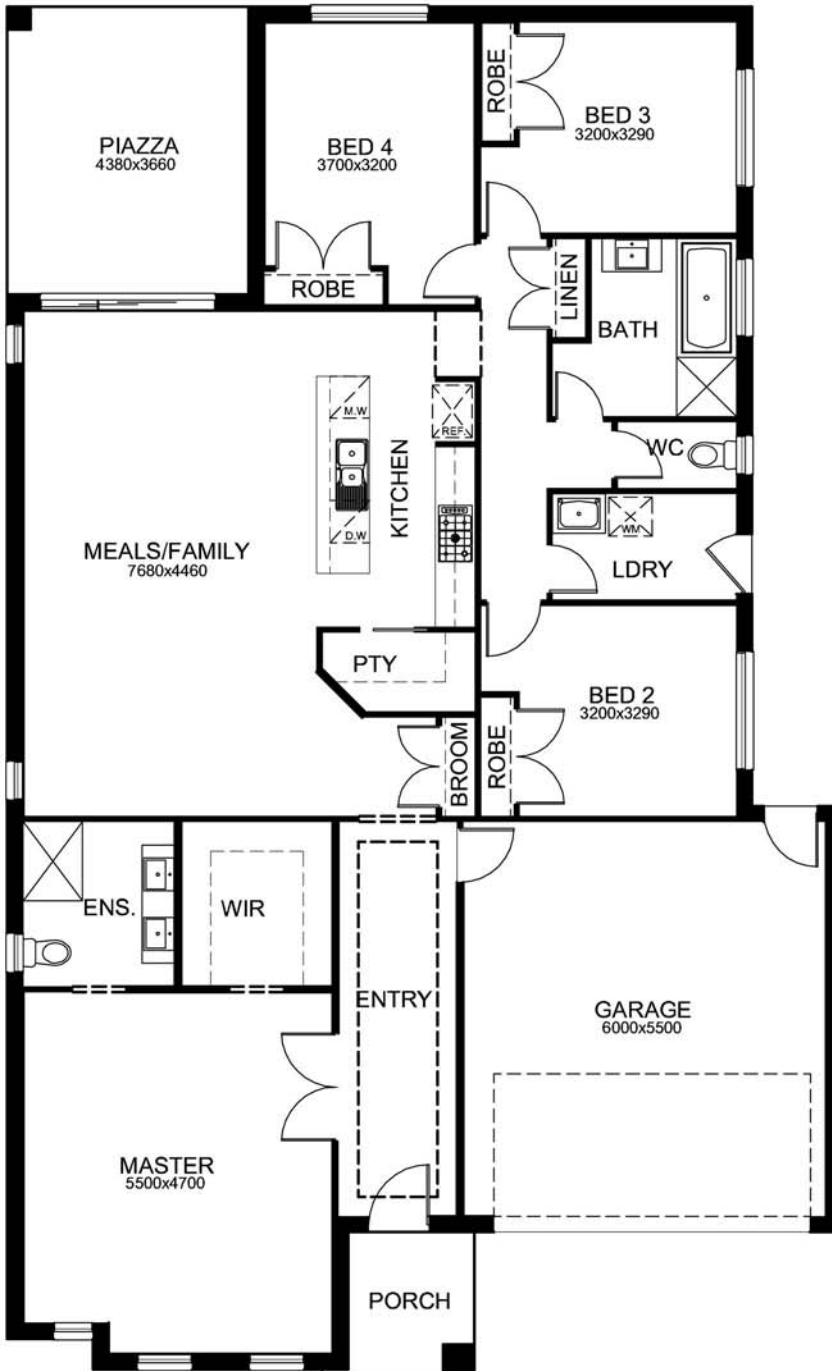 PIAZZA
4380x3660
BED 4
3700x3200
ROBE
ROBE
BED 3
3200x3290
LINEN
BATH
M.W
REF
KITCHEN
D.W
WC
WM
LDRY
MEALS/FAMILY
7680x4460
PTY
BROOM
ROBE
BED 2
3200x3290
ENS.
WIR
ENTRY
GARAGE
6000x5500
MASTER
5500x4700
PORCH